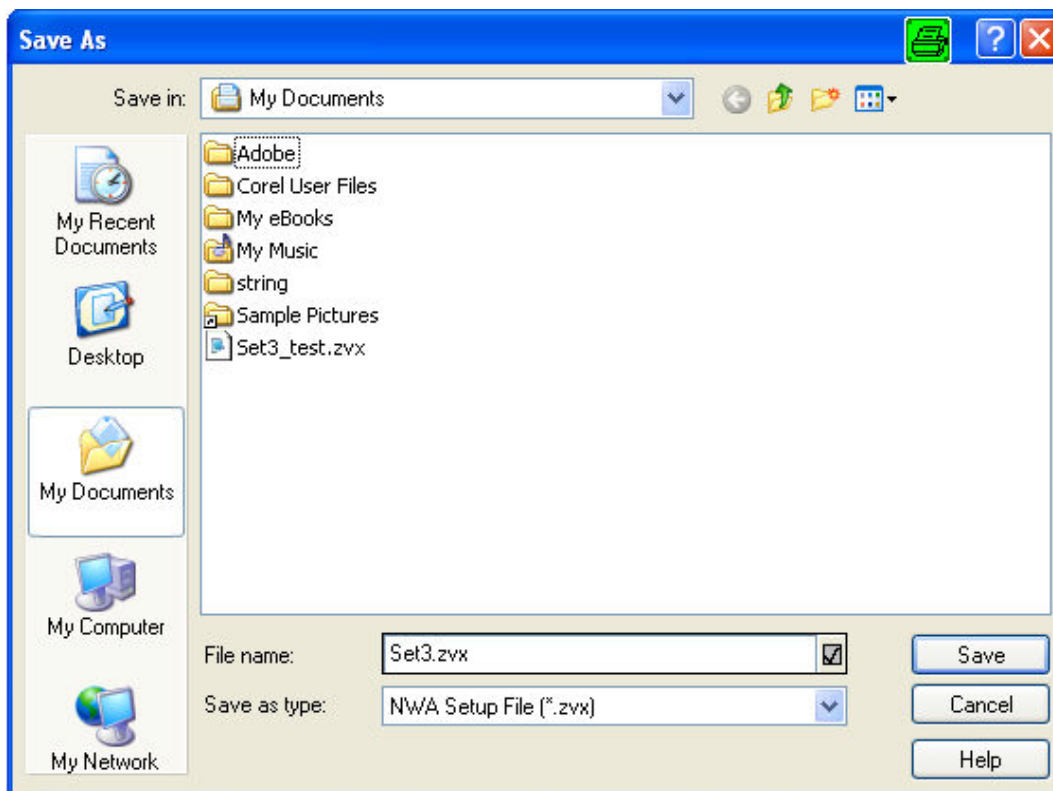 Save As
Save in:
My Documents
My Recent
Documents
Desktop
My Documents
My Computer
My Network
Adobe
Corel User Files
My eBooks
My Music
string
Sample Pictures
Set3_test.zvx
File name:
Set3.zvx
Save
Save as type:
NWA Setup File (*.zvx)
Cancel
Help